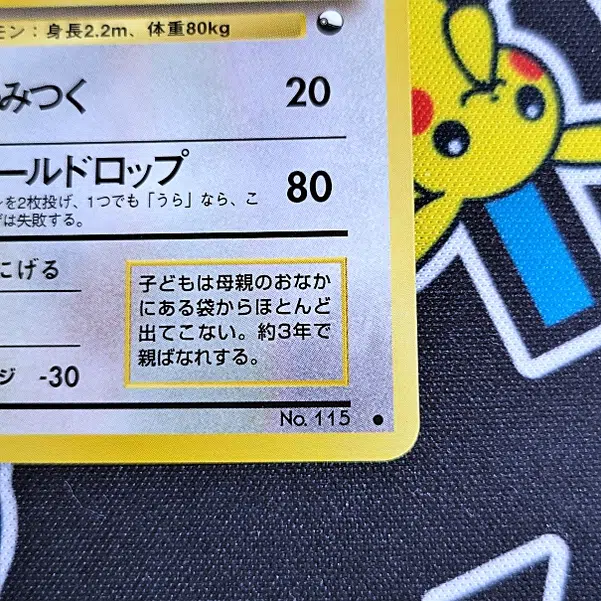 モン：身長2.2m、体重80kg
みつく 20
ールドロップ 80
を2枚投げ、1つでも「うら」なら、こ
は失敗する。
にげる
子どもは母親のおなか
にある袋からほとんど
出てこない。約3年で
親ばなれする。
ジ -30
No. 115 ●